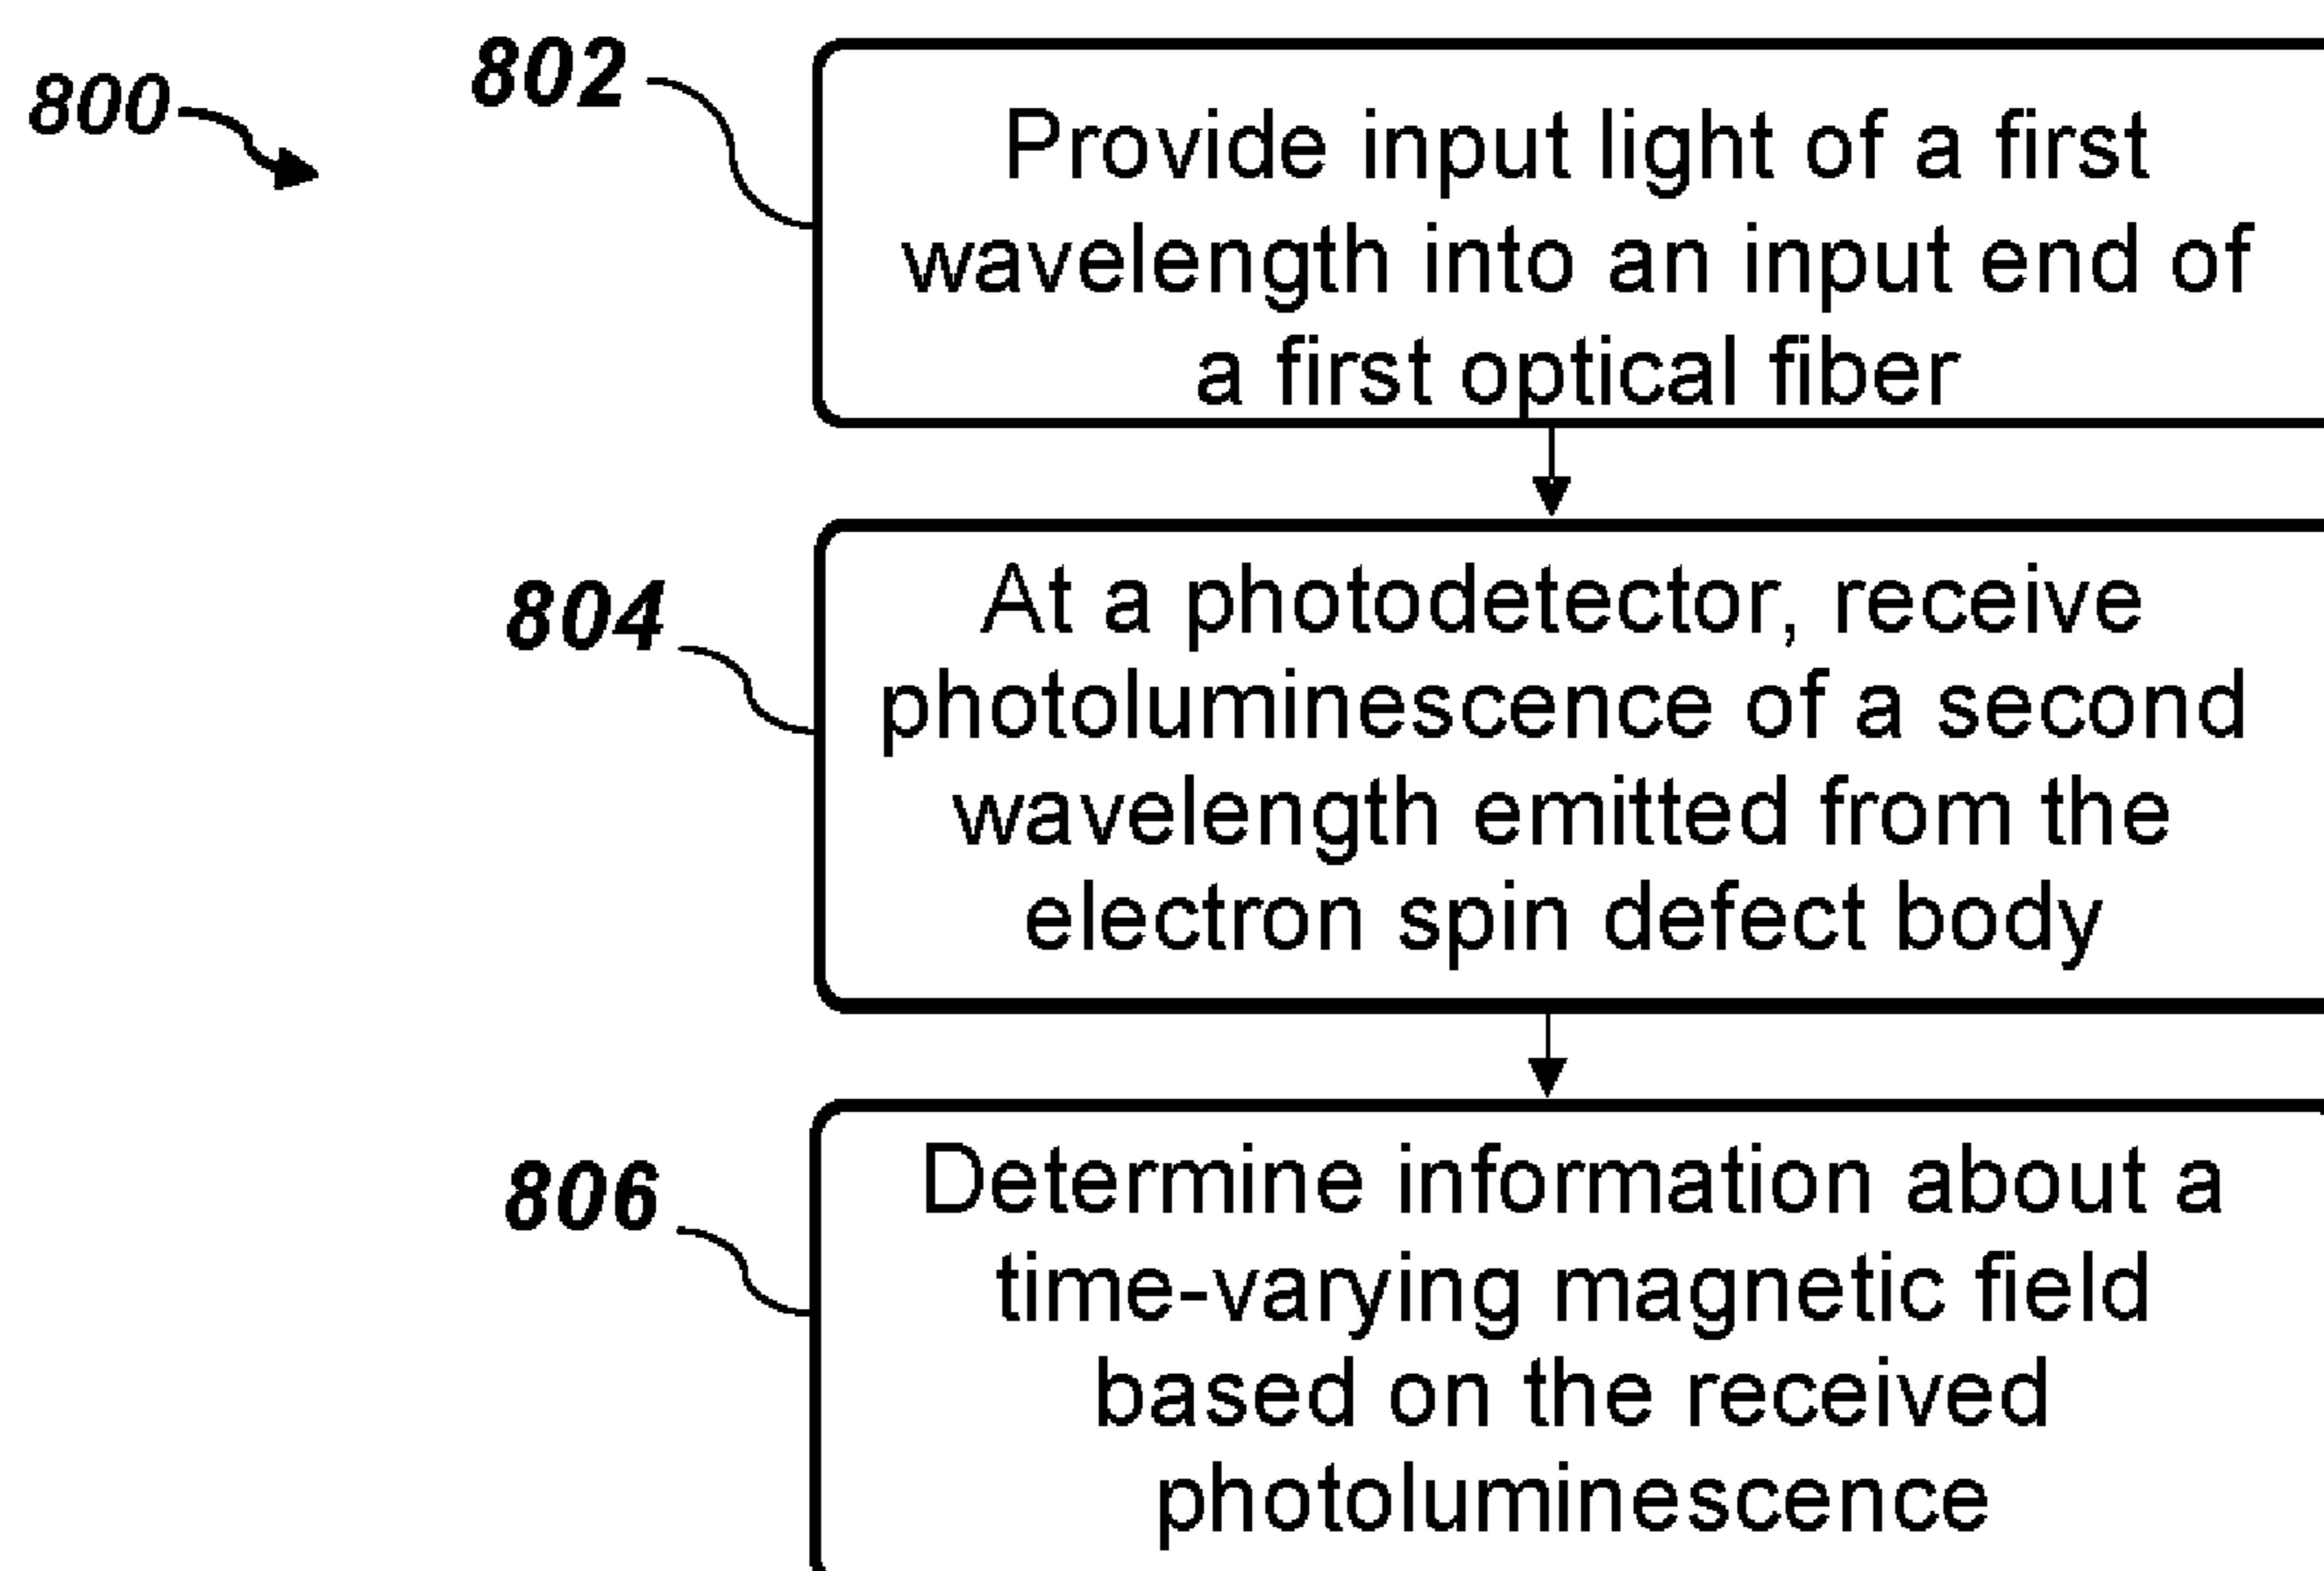 800
802
Provide input light of a first
wavelength into an input end of
a first optical fiber
804
At a photodetector, receive
photoluminescence of a second
wavelength emitted from the
electron spin defect body
806
Determine information about a
time-varying magnetic field
based on the received
photoluminescence